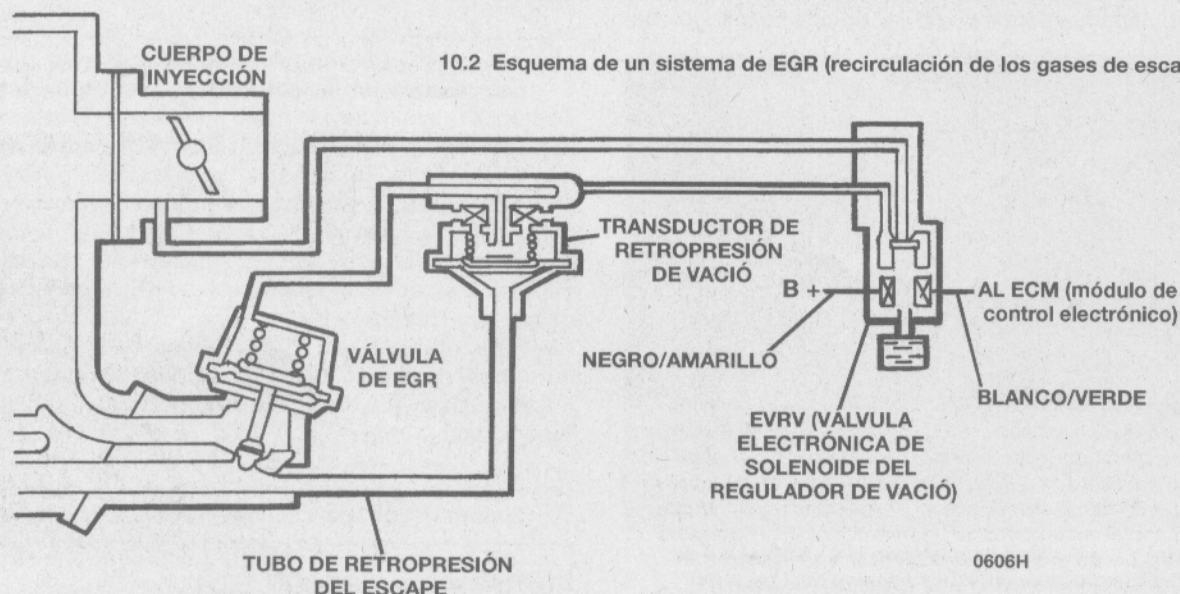 CUERPO DE
INYECCIÓN
10.2 Esquema de un sistema de EGR (recirculación de los gases de esca
TRANSDUCTOR DE
RETROPRESIÓN
DE VACIÓ
B +
AL ECM (módulo de
control electrónico)
VÁLVULA
DE EGR
NEGRO/AMARILLO
BLANCO/VERDE
EVRV (VÁLVULA
ELECTRÓNICA DE
SOLENOIDE DEL
REGULADOR DE VACIÓ)
TUBO DE RETROPRESIÓN
DEL ESCAPE
0606H